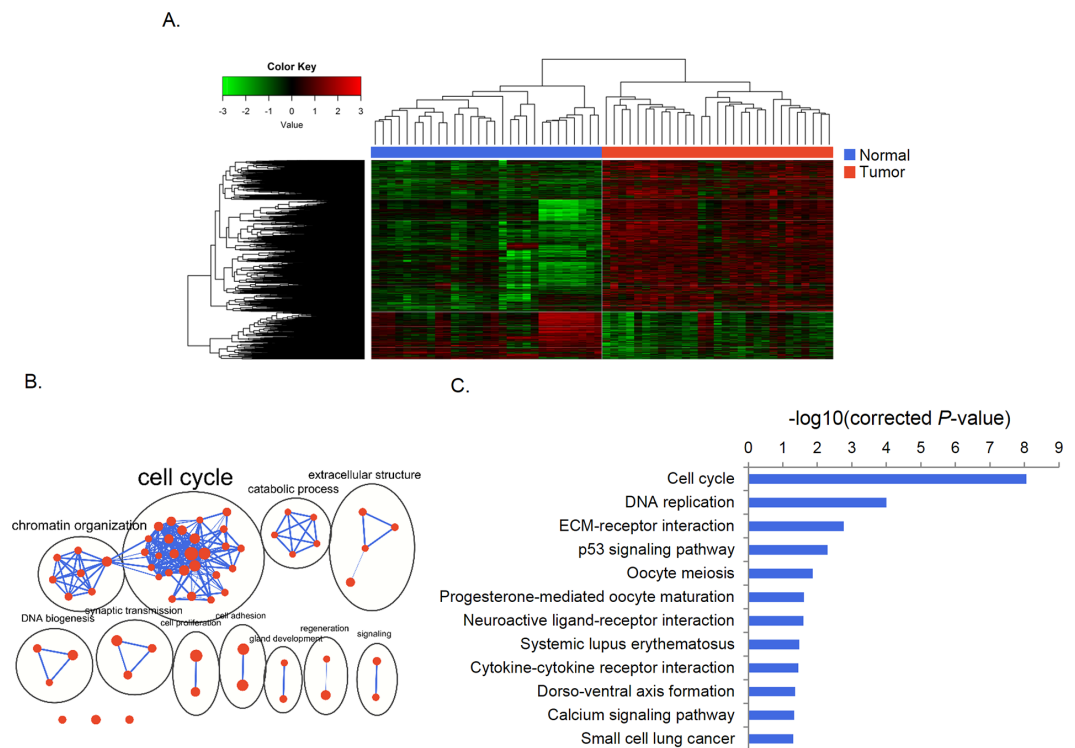 A.
Color Key
-3 -1 0 1 2 3
Value
Normal
Tumor
B.
cell cycle
extracellular structure
catabolic process
chromatin organization
DNA biogenesis
synaptic transmission
cell proliferation
cell adhesion
gland development
regeneration
signaling
C.
-log10(corrected P-value)
0 1 2 3 4 5 6 7 8 9
Cell cycle
DNA replication
ECM-receptor interaction
p53 signaling pathway
Oocyte meiosis
Progesterone-mediated oocyte maturation
Neuroactive ligand-receptor interaction
Systemic lupus erythematosus
Cytokine-cytokine receptor interaction
Dorso-ventral axis formation
Calcium signaling pathway
Small cell lung cancer